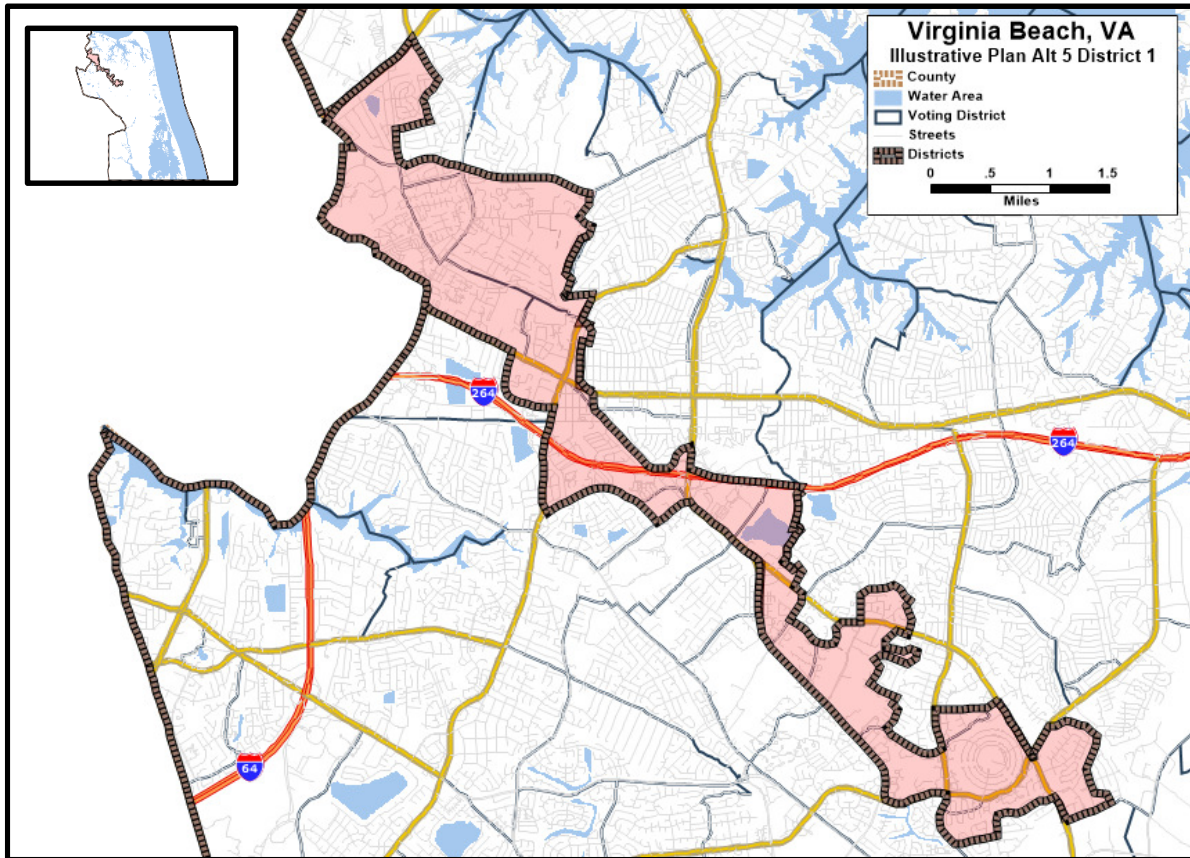 Virginia Beach, VA
Illustrative Plan Alt 5 District 1
County
Water Area
Voting District
Streets
Districts
0 .5 1 1.5
Miles
264
264
64